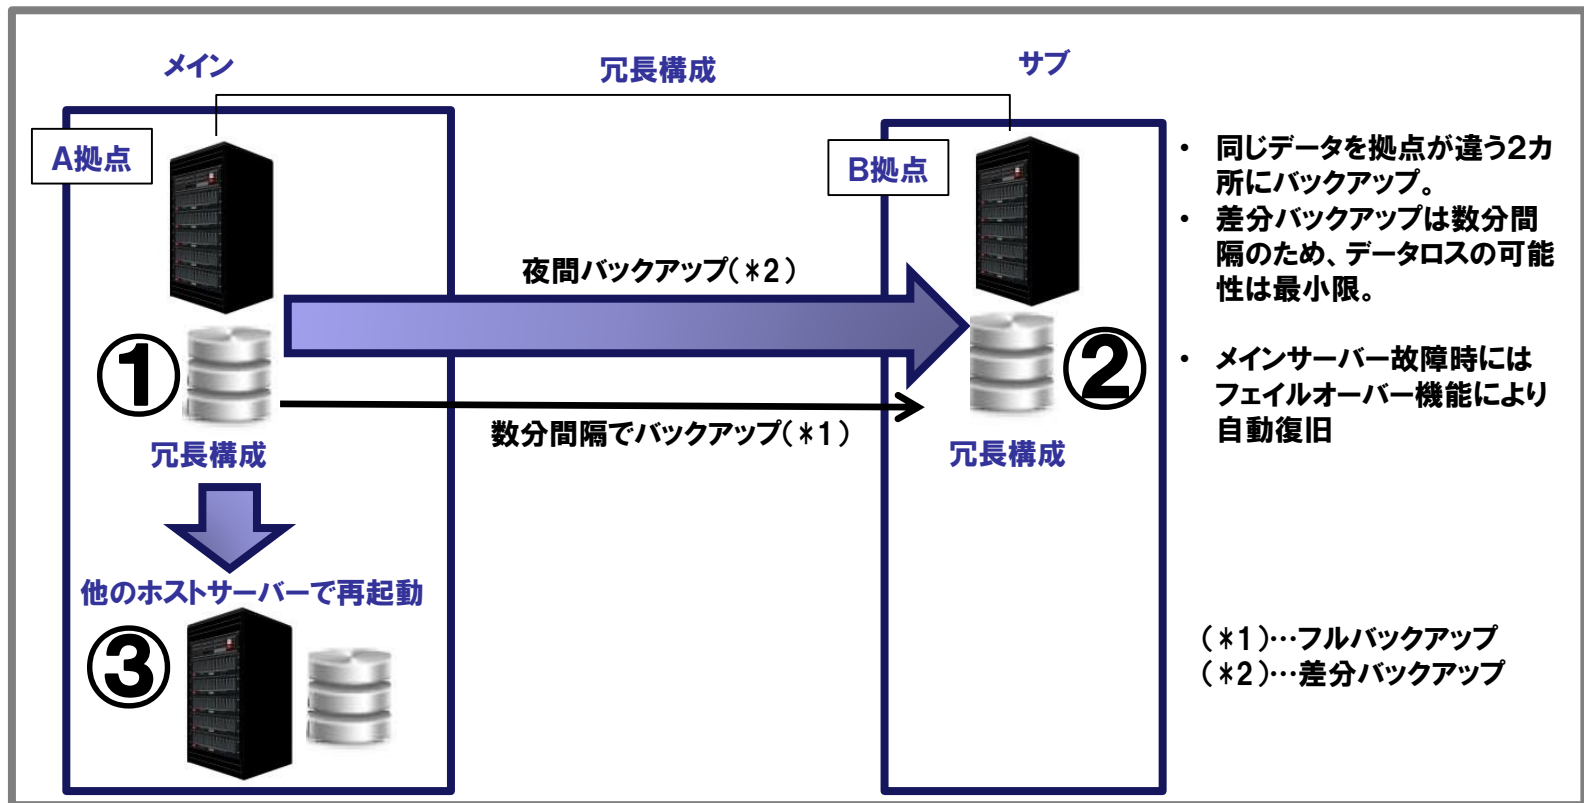 メイン
冗長構成
サブ
A拠点
B拠点
夜間バックアップ(*2)
①
②
数分間隔でバックアップ(*1)
冗長構成
冗長構成
他のホストサーバーで再起動
③
・ 同じデータを拠点が違う2カ
所にバックアップ。
・ 差分バックアップは数分間
隔のため、データロスの可能
性は最小限。
・ メインサーバー故障時には
フェイルオーバー機能により
自動復旧
(*1)…フルバックアップ
(*2)…差分バックアップ